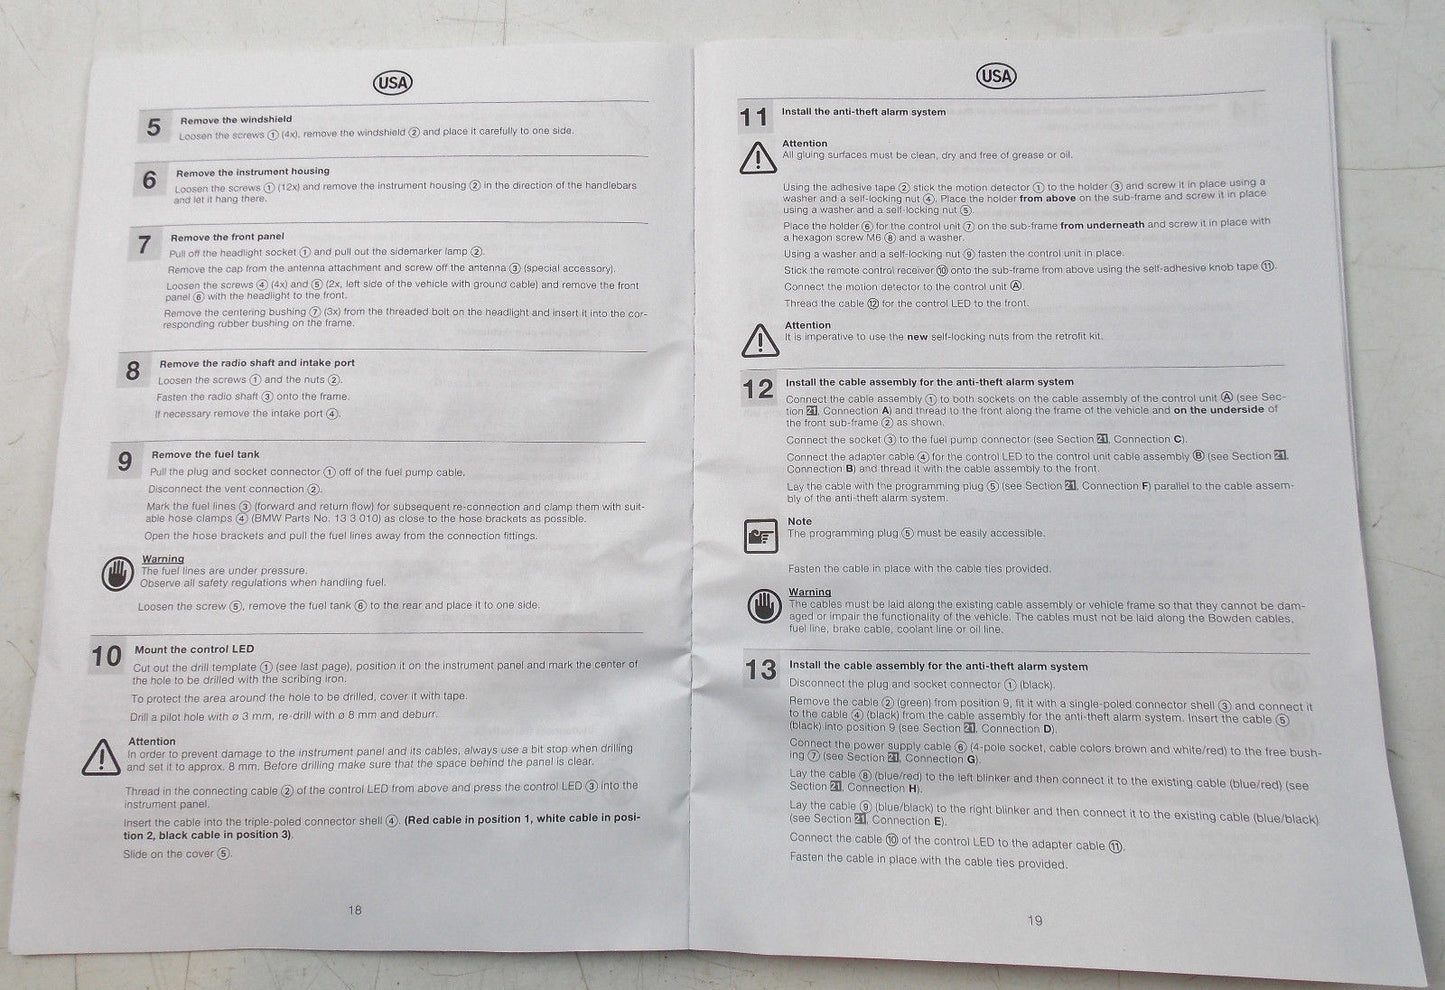 USA
5 Remove the windshield
Loosen the screws ① (4x), remove the windshield ② and place it carefully to one side.
6 Remove the instrument housing
Loosen the screws ① (12x) and remove the instrument housing ② in the direction of the handlebars
and let it hang there.
7 Remove the front panel
Pull off the headlight socket ① and pull out the sidemarker lamp ②.
Remove the cap from the antenna attachment and screw off the antenna ③ (special accessory).
Loosen the screws ④ (4x) and ⑤ (2x, left side of the vehicle with ground cable) and remove the front
panel ⑥ with the headlight to the front.
Remove the centering bushing ⑦ (3x) from the threaded bolt on the headlight and insert it into the cor-
responding rubber bushing on the frame.
8 Remove the radio shaft and intake port
Loosen the screws ① and the nuts ②.
Fasten the radio shaft ③ onto the frame.
If necessary remove the intake port ④.
9 Remove the fuel tank
Pull the plug and socket connector ① off of the fuel pump cable.
Disconnect the vent connection ②.
Mark the fuel lines ③ (forward and return flow) for subsequent re-connection and clamp them with suit-
able hose clamps ④ (BMW Parts No. 13 3 010) as close to the hose brackets as possible.
Open the hose brackets and pull the fuel lines away from the connection fittings.
Warning
The fuel lines are under pressure.
Observe all safety regulations when handling fuel.
Loosen the screw ⑤, remove the fuel tank ⑥ to the rear and place it to one side.
10 Mount the control LED
Cut out the drill template ① (see last page), position it on the instrument panel and mark the center of
the hole to be drilled with the scribing iron.
To protect the area around the hole to be drilled, cover it with tape.
Drill a pilot hole with ø 3 mm, re-drill with ø 8 mm and deburr.
Attention
In order to prevent damage to the instrument panel and its cables, always use a bit stop when drilling
and set it to approx. 8 mm. Before drilling make sure that the space behind the panel is clear.
Thread in the connecting cable ② of the control LED from above and press the control LED ③ into the
instrument panel.
Insert the cable into the triple-poled connector shell ④. (Red cable in position 1, white cable in posi-
tion 2, black cable in position 3).
Slide on the cover ⑤.
18
USA
11 Install the anti-theft alarm system
Attention
All gluing surfaces must be clean, dry and free of grease or oil.
Using the adhesive tape ② stick the motion detector ① to the holder ③ and screw it in place using a
washer and a self-locking nut ④. Place the holder from above on the sub-frame and screw it in place
using a washer and a self-locking nut ⑤.
Place the holder ⑥ for the control unit ⑦ on the sub-frame from underneath and screw it in place with
a hexagon screw M6 ⑧ and a washer.
Using a washer and a self-locking nut ⑨ fasten the control unit in place.
Stick the remote control receiver ⑩ onto the sub-frame from above using the self-adhesive knob tape ⑪.
Connect the motion detector to the control unit Ⓐ.
Thread the cable ⑫ for the control LED to the front.
Attention
It is imperative to use the new self-locking nuts from the retrofit kit.
12 Install the cable assembly for the anti-theft alarm system
Connect the cable assembly ① to both sockets on the cable assembly of the control unit Ⓐ (see Sec-
tion 21, Connection A) and thread to the front along the frame of the vehicle and on the underside of
the front sub-frame ② as shown.
Connect the socket ③ to the fuel pump connector (see Section 21, Connection C).
Connect the adapter cable ④ for the control LED to the control unit cable assembly Ⓑ (see Section 21,
Connection B) and thread it with the cable assembly to the front.
Lay the cable with the programming plug ⑤ (see Section 21, Connection F) parallel to the cable assem-
bly of the anti-theft alarm system.
Note
The programming plug ⑤ must be easily accessible.
Fasten the cable in place with the cable ties provided.
Warning
The cables must be laid along the existing cable assembly or vehicle frame so that they cannot be dam-
aged or impair the functionality of the vehicle. The cables must not be laid along the Bowden cables,
fuel line, brake cable, coolant line or oil line.
13 Install the cable assembly for the anti-theft alarm system
Disconnect the plug and socket connector ① (black).
Remove the cable ② (green) from position 9, fit it with a single-poled connector shell ③ and connect it
to the cable ④ (black) from the cable assembly for the anti-theft alarm system. Insert the cable ⑤
(black) into position 9 (see Section 21, Connection D).
Connect the power supply cable ⑥ (4-pole socket, cable colors brown and white/red) to the free bush-
ing ⑦ (see Section 21, Connection G).
Lay the cable ⑧ (blue/red) to the left blinker and then connect it to the existing cable (blue/red) (see
Section 21, Connection H).
Lay the cable ⑨ (blue/black) to the right blinker and then connect it to the existing cable (blue/black)
(see Section 21, Connection E).
Connect the cable ⑩ of the control LED to the adapter cable ⑪.
Fasten the cable in place with the cable ties provided.
19